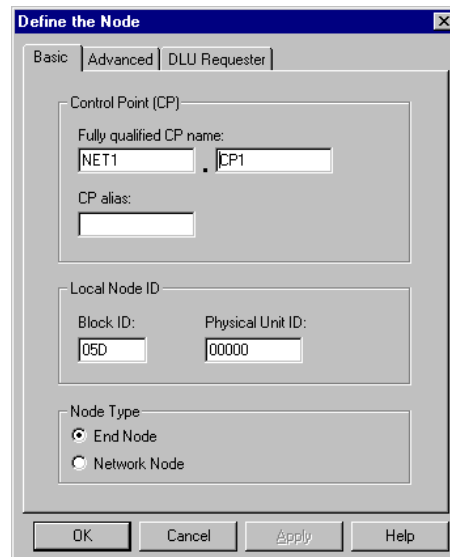 Define the Node
Basic Advanced DLU Requester
Control Point (CP)
Fully qualified CP name:
NET1 . CP1
CP alias:
Local Node ID
Block ID: Physical Unit ID:
05D 00000
Node Type
End Node
Network Node
OK Cancel Apply Help